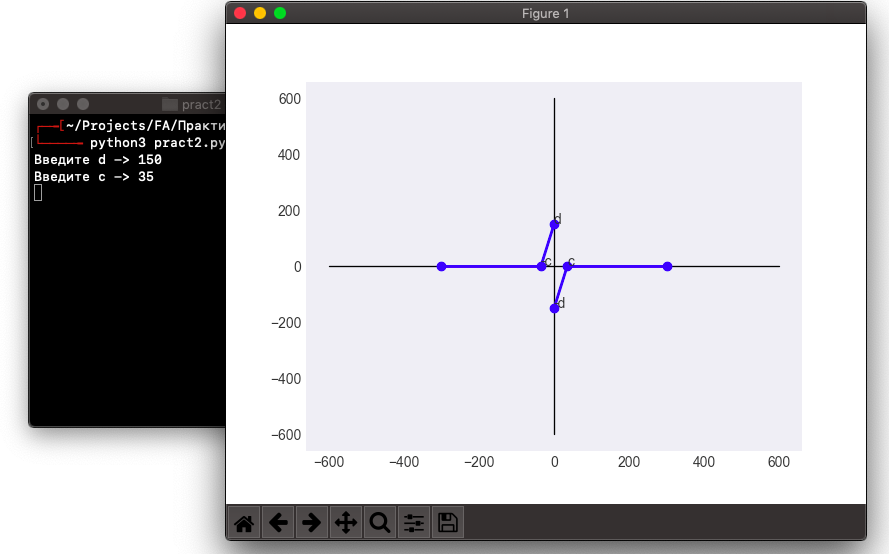 Figure 1
pract2
[~/Projects/FA/Практи
python3 pract2.py
Введите d -> 150
Введите c -> 35
600
400
200
0
−200
−400
−600
d
c
c
d
−600
−400
−200
0
200
400
600